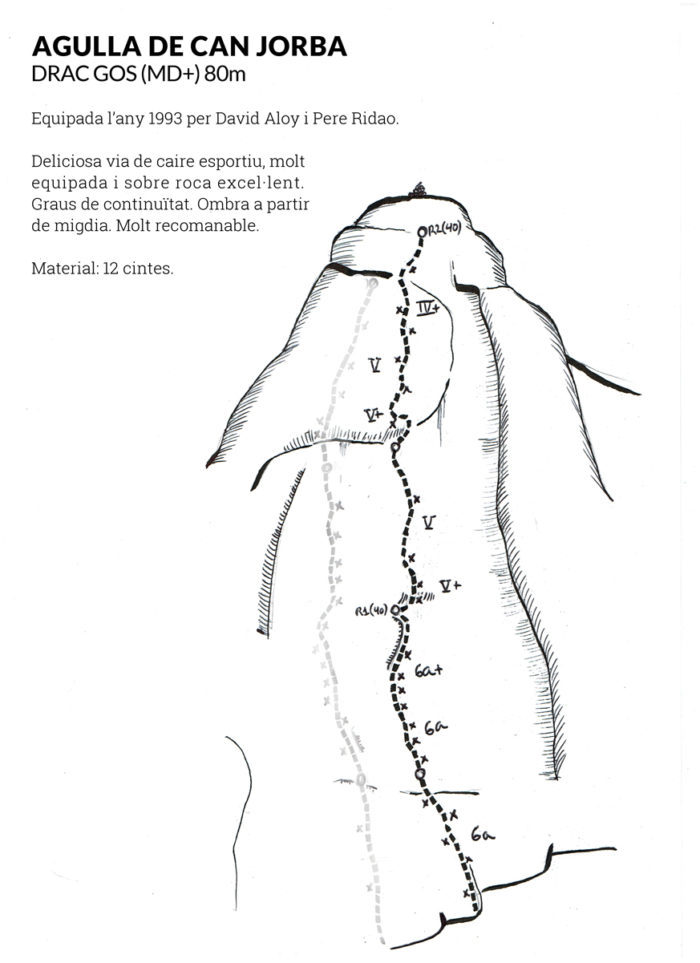 AGULLA DE CAN JORBA
DRAC GOS (MD+) 80m
Equipada l’any 1993 per David Aloy i Pere Ridao.
Deliciosa via de caire esportiu, molt
equipada i sobre roca excel·lent.
Graus de continuïtat. Ombra a partir
de migdia. Molt recomanable.
Material: 12 cintes.
R2(40)
IV+
V
V+
V
V+
R1(40)
6a+
6a
6a